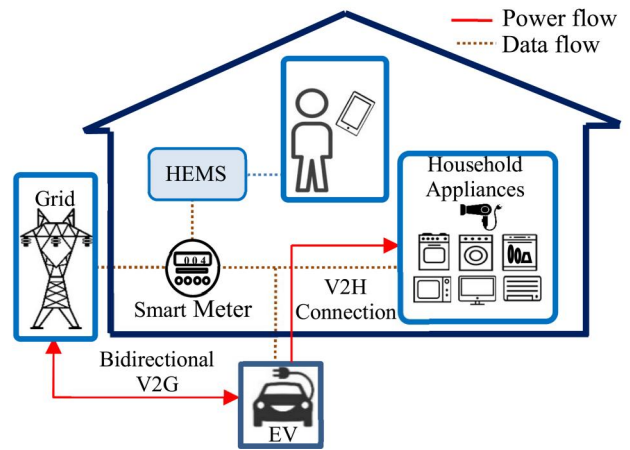 Power flow
Data flow
HEMS
Household
Appliances
Grid
004
Smart Meter
V2H
Connection
Bidirectional
V2G
EV